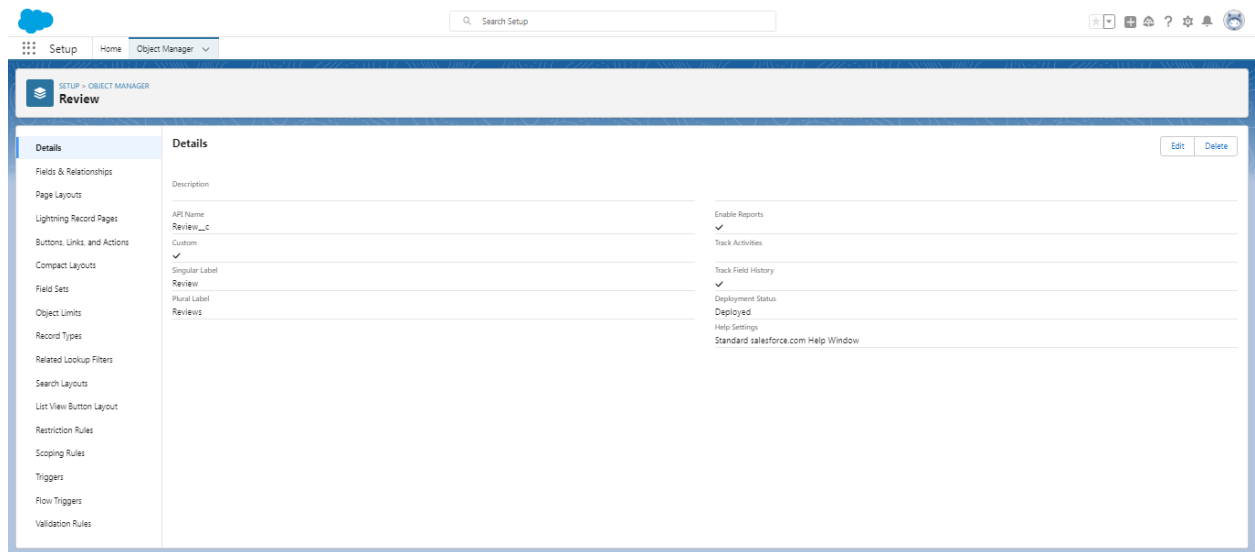 Search Setup
Setup
Home
Object Manager
SETUP > OBJECT MANAGER
Review
Details
Fields & Relationships
Page Layouts
Lightning Record Pages
Buttons, Links, and Actions
Compact Layouts
Field Sets
Object Limits
Record Types
Related Lookup Filters
Search Layouts
List View Button Layout
Restriction Rules
Scoping Rules
Triggers
Flow Triggers
Validation Rules
Details
Edit
Delete
Description
API Name
Review__c
Custom
Singular Label
Review
Plural Label
Reviews
Enable Reports
Track Activities
Track Field History
Deployment Status
Deployed
Help Settings
Standard salesforce.com Help Window